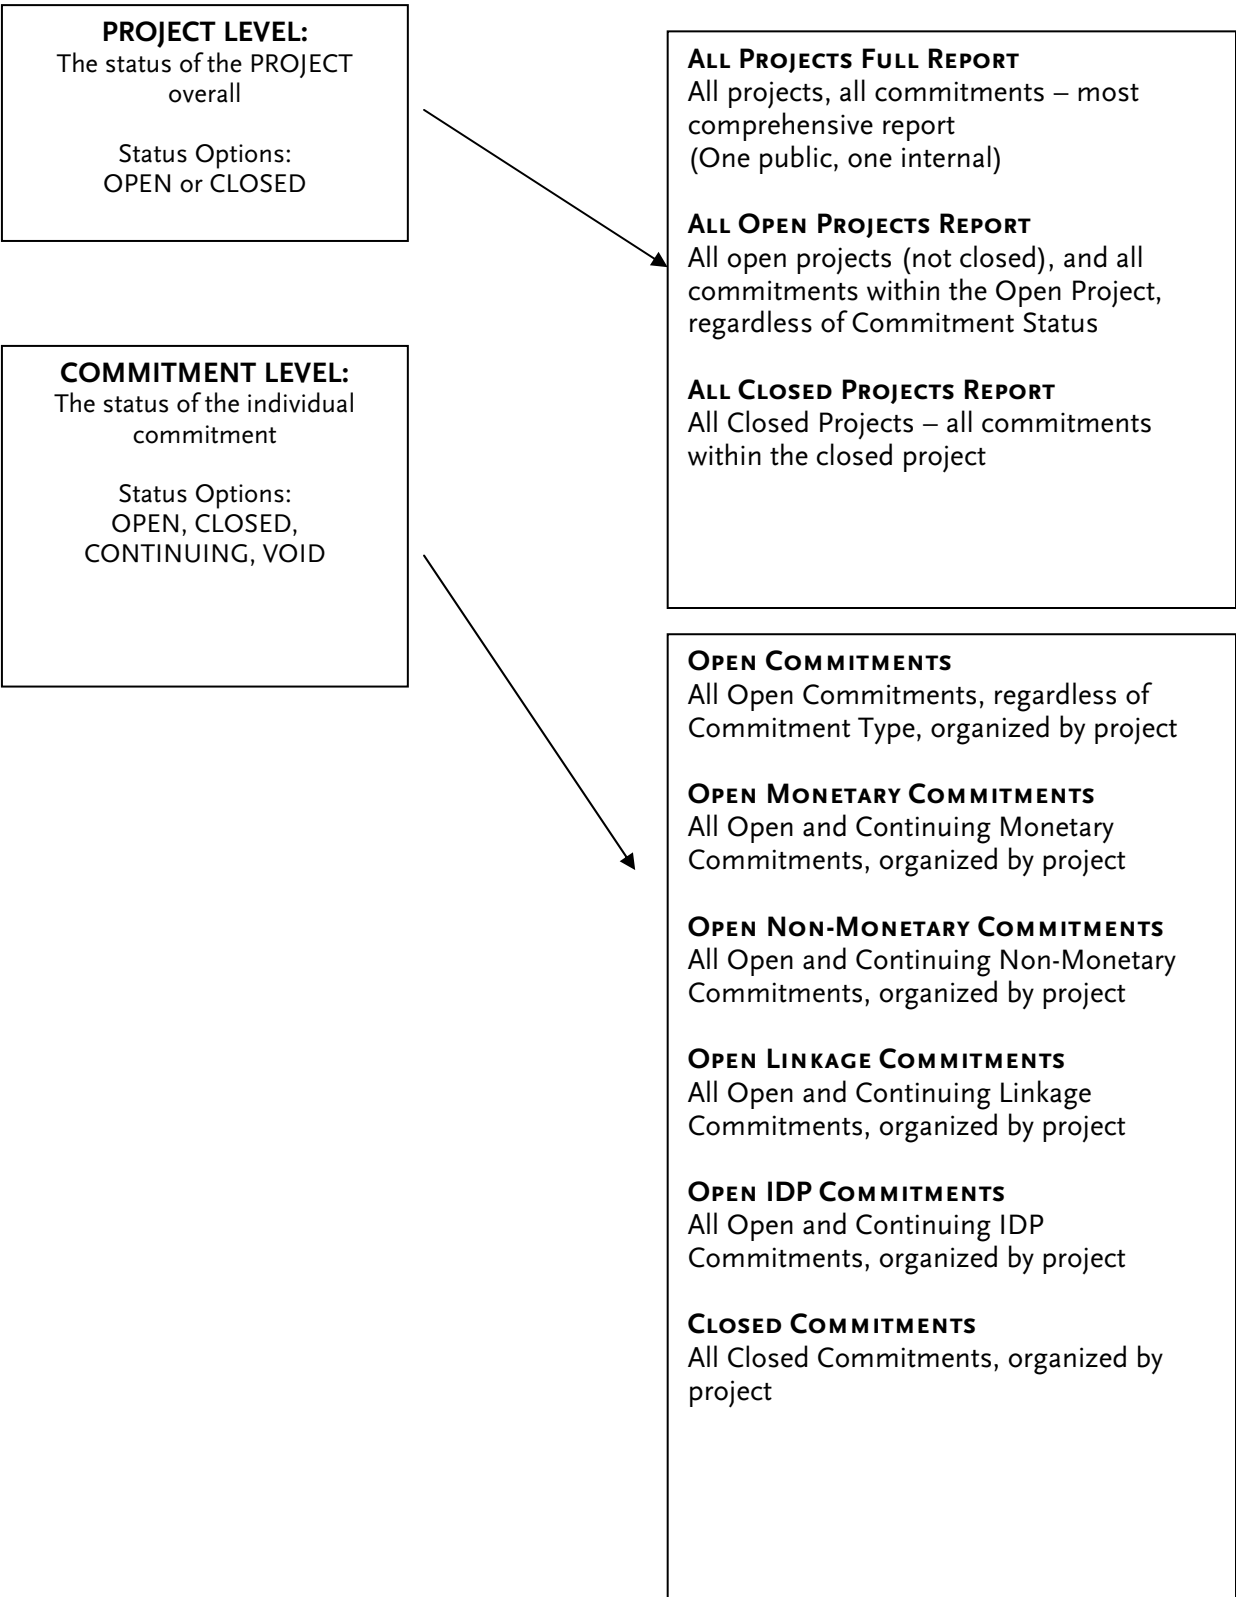 PROJECT LEVEL:
The status of the PROJECT
overall
Status Options:
OPEN or CLOSED
COMMITMENT LEVEL:
The status of the individual
commitment
Status Options:
OPEN, CLOSED,
CONTINUING, VOID
ALL PROJECTS FULL REPORT
All projects, all commitments – most
comprehensive report
(One public, one internal)
ALL OPEN PROJECTS REPORT
All open projects (not closed), and all
commitments within the Open Project,
regardless of Commitment Status
ALL CLOSED PROJECTS REPORT
All Closed Projects – all commitments
within the closed project
OPEN COMMITMENTS
All Open Commitments, regardless of
Commitment Type, organized by project
OPEN MONETARY COMMITMENTS
All Open and Continuing Monetary
Commitments, organized by project
OPEN NON-MONETARY COMMITMENTS
All Open and Continuing Non-Monetary
Commitments, organized by project
OPEN LINKAGE COMMITMENTS
All Open and Continuing Linkage
Commitments, organized by project
OPEN IDP COMMITMENTS
All Open and Continuing IDP
Commitments, organized by project
CLOSED COMMITMENTS
All Closed Commitments, organized by
project